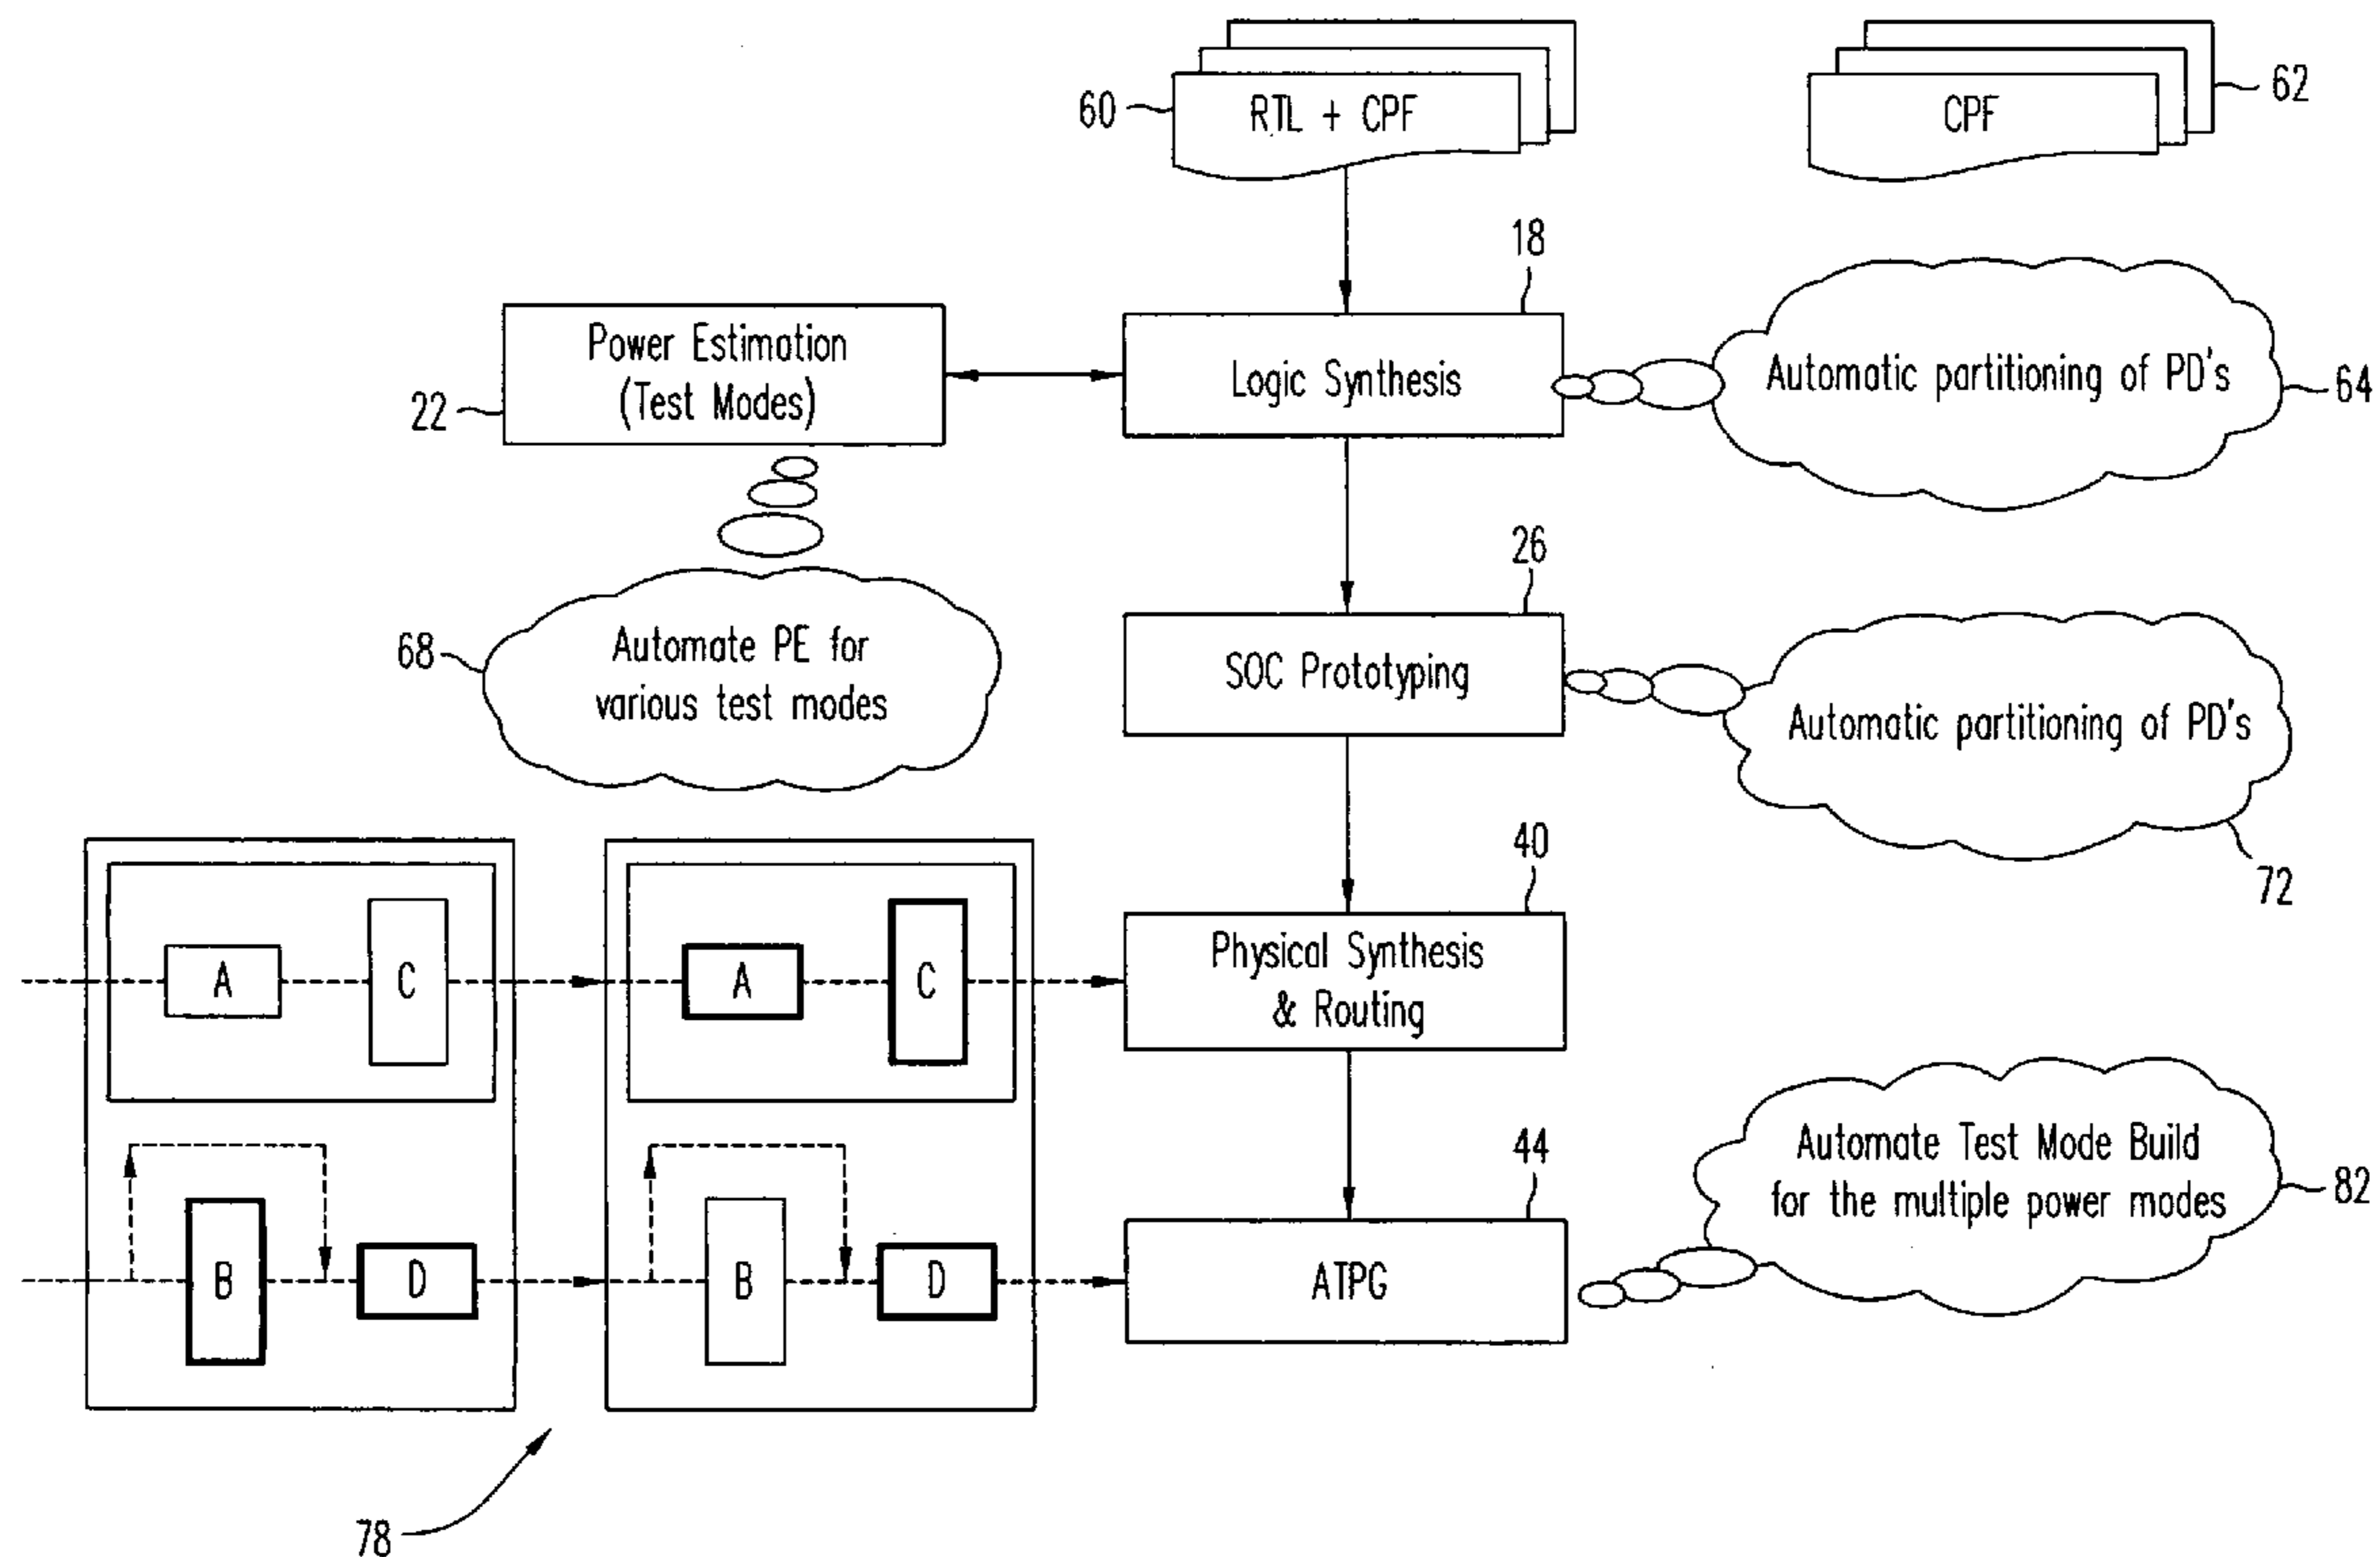 60
RTL + CPF
CPF
62
18
Power Estimation
(Test Modes)
22
Logic Synthesis
Automatic partitioning of PD's
64
26
68
Automate PE for
various test modes
SOC Prototyping
Automatic partitioning of PD's
72
40
A
C
A
C
Physical Synthesis
& Routing
44
Automate Test Mode Build
for the multiple power modes
82
B
D
B
D
ATPG
78